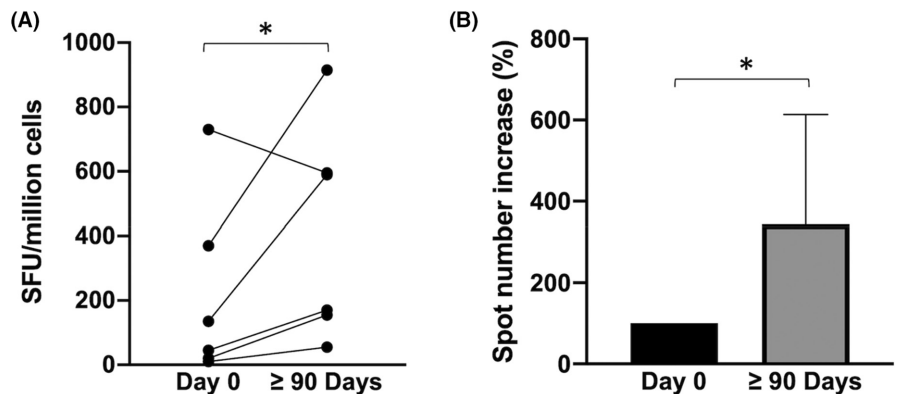 (A)
SFU/million cells
1000
800
600
400
200
0
*
Day 0
≥ 90 Days
(B)
Spot number increase (%)
800
600
400
200
0
*
Day 0
≥ 90 Days